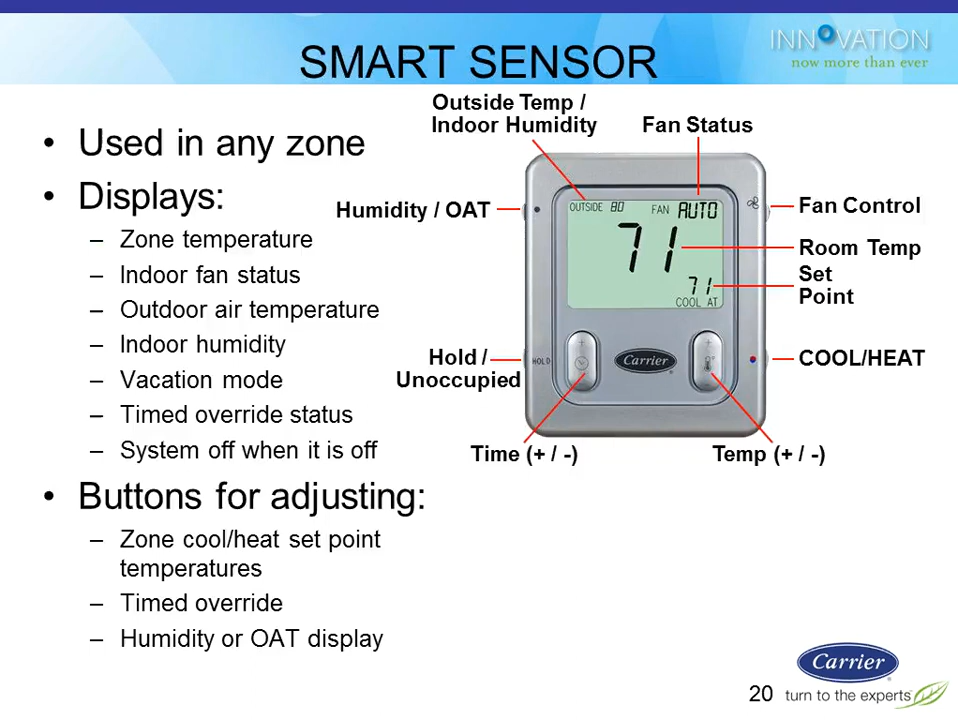 INNOVATION
now more than ever
SMART SENSOR
• Used in any zone
• Displays:
– Zone temperature
– Indoor fan status
– Outdoor air temperature
– Indoor humidity
– Vacation mode
– Timed override status
– System off when it is off
• Buttons for adjusting:
– Zone cool/heat set point
temperatures
– Timed override
– Humidity or OAT display
Outside Temp /
Indoor Humidity
Fan Status
Humidity / OAT
Fan Control
Room Temp
Set
Point
Hold /
Unoccupied
COOL/HEAT
Time (+ / -)
Temp (+ / -)
OUTSIDE 80 FAN AUTO
71
71
COOL AT
HOLD
Carrier
Carrier
20 turn to the experts